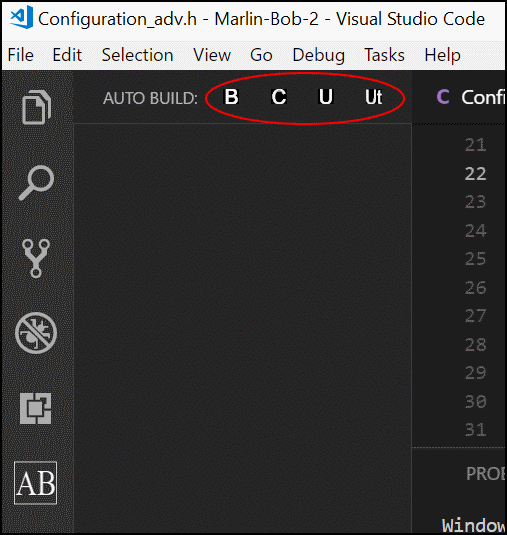 Configuration_adv.h - Marlin-Bob-2 - Visual Studio Code
File Edit Selection View Go Debug Tasks
AUTO BUILD: B C U Ut
C Confi
21
22
23
24
25
26
27
28
29
30
31
AB
PROB
Window